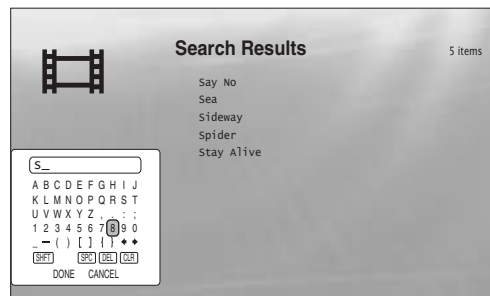 Search Results
5 items
Say No
Sea
Sideway
Spider
Stay Alive
S_
A B C D E F G H I J
K L M N O P Q R S T
U V W X Y Z , . : ;
1 2 3 4 5 6 7 8 9 0
_ – ( ) [ ] { }
SHFT SPC DEL CLR
DONE CANCEL